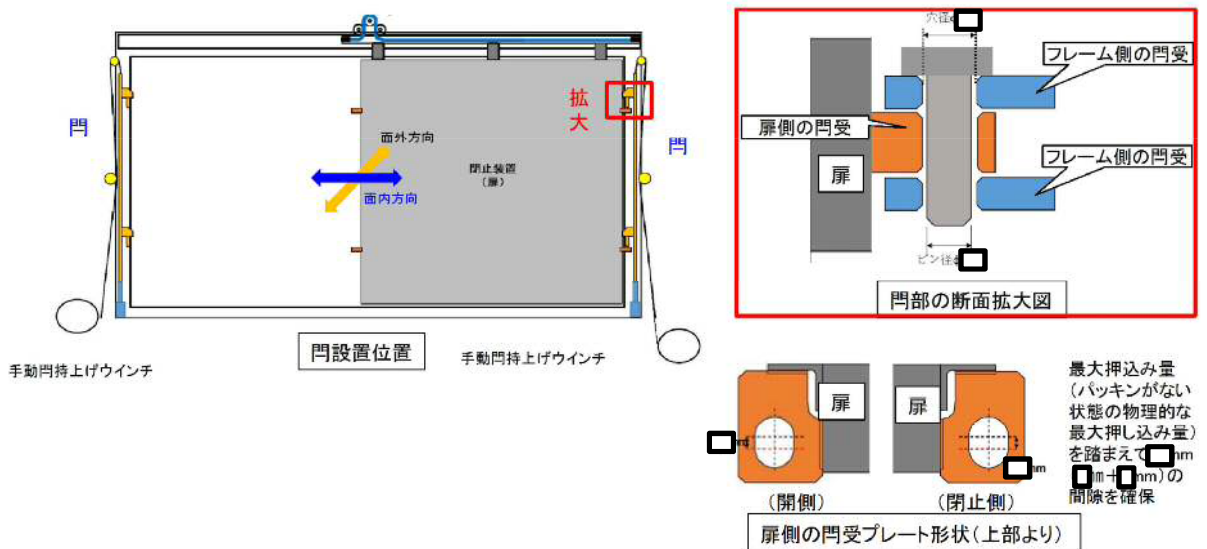 閂
拡
大
閂
面外方向
閉止装置
(扉)
面内方向
手動閂持上げウインチ
閂設置位置
手動閂持上げウインチ
穴径φ
フレーム側の閂受
扉側の閂受
扉
フレーム側の閂受
ピン径φ
閂部の断面拡大図
扉
扉
mm
(開側)
(閉止側)
最大押込み量
(パッキンがない
状態の物理的な
最大押し込み量)
を踏まえて mm
mm+ mm)の
間隙を確保
扉側の閂受プレート形状(上部より)